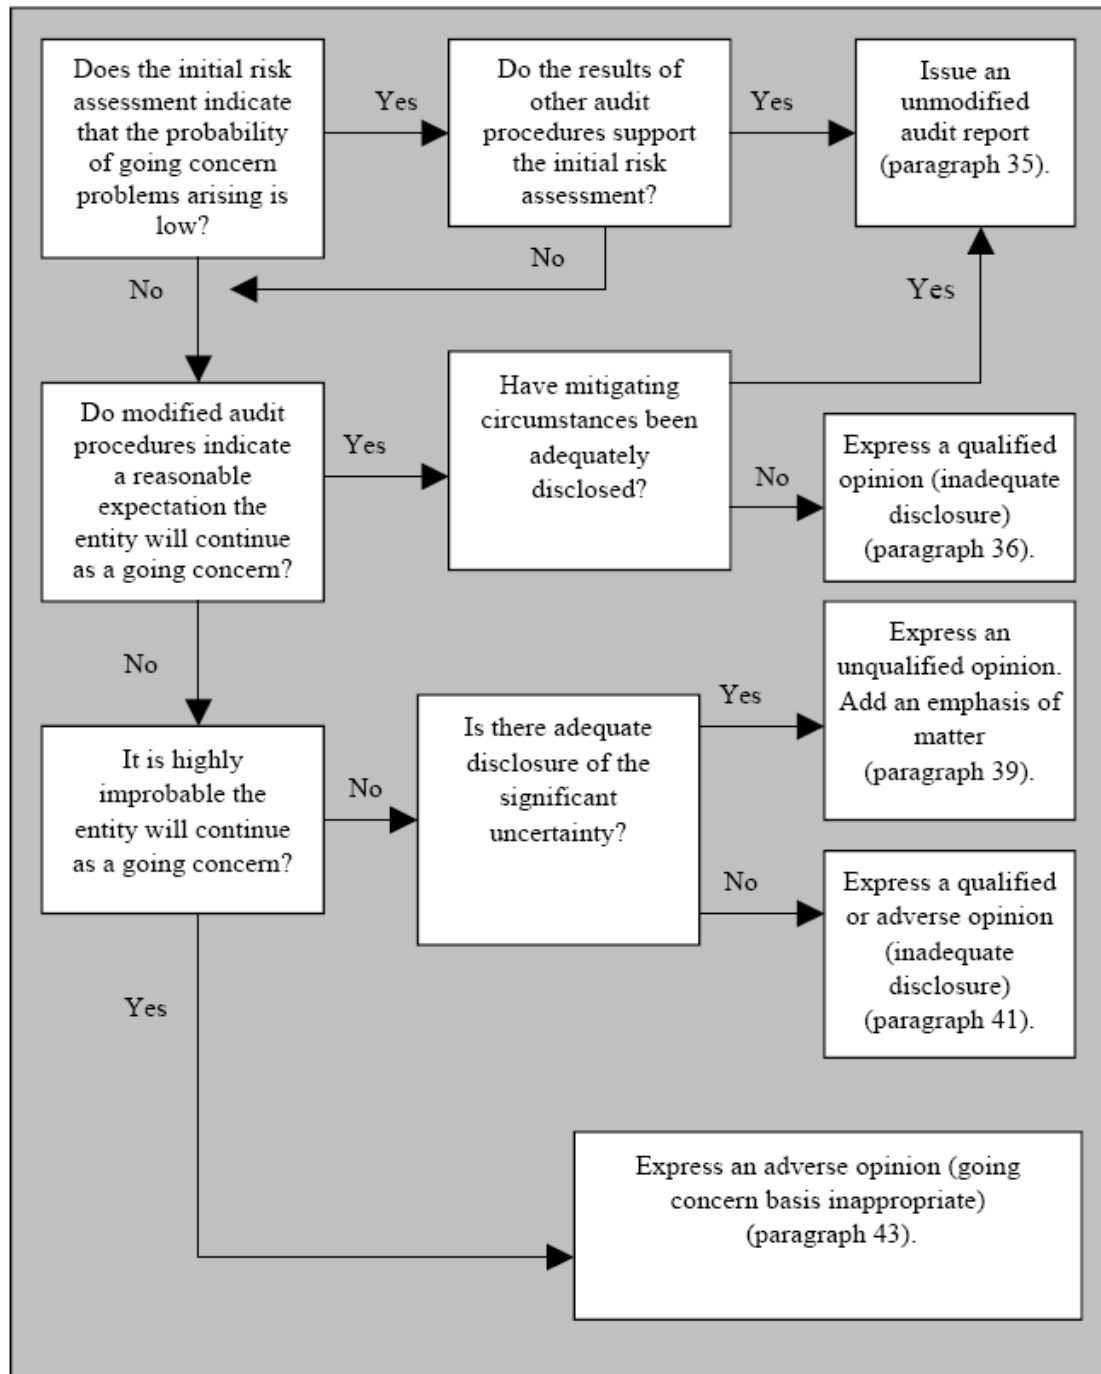 Does the initial risk
assessment indicate
that the probability
of going concern
problems arising is
low?
Yes
Do the results of
other audit
procedures support
the initial risk
assessment?
Yes
Issue an
unmodified
audit report
(paragraph 35).
No
No
Yes
Do modified audit
procedures indicate
a reasonable
expectation the
entity will continue
as a going concern?
Yes
Have mitigating
circumstances been
adequately
disclosed?
No
Express a qualified
opinion (inadequate
disclosure)
(paragraph 36).
No
It is highly
improbable the
entity will continue
as a going concern?
No
Is there adequate
disclosure of the
significant
uncertainty?
Yes
Express an
unqualified opinion.
Add an emphasis of
matter
(paragraph 39).
No
Express a qualified
or adverse opinion
(inadequate
disclosure)
(paragraph 41).
Yes
Express an adverse opinion (going
concern basis inappropriate)
(paragraph 43).